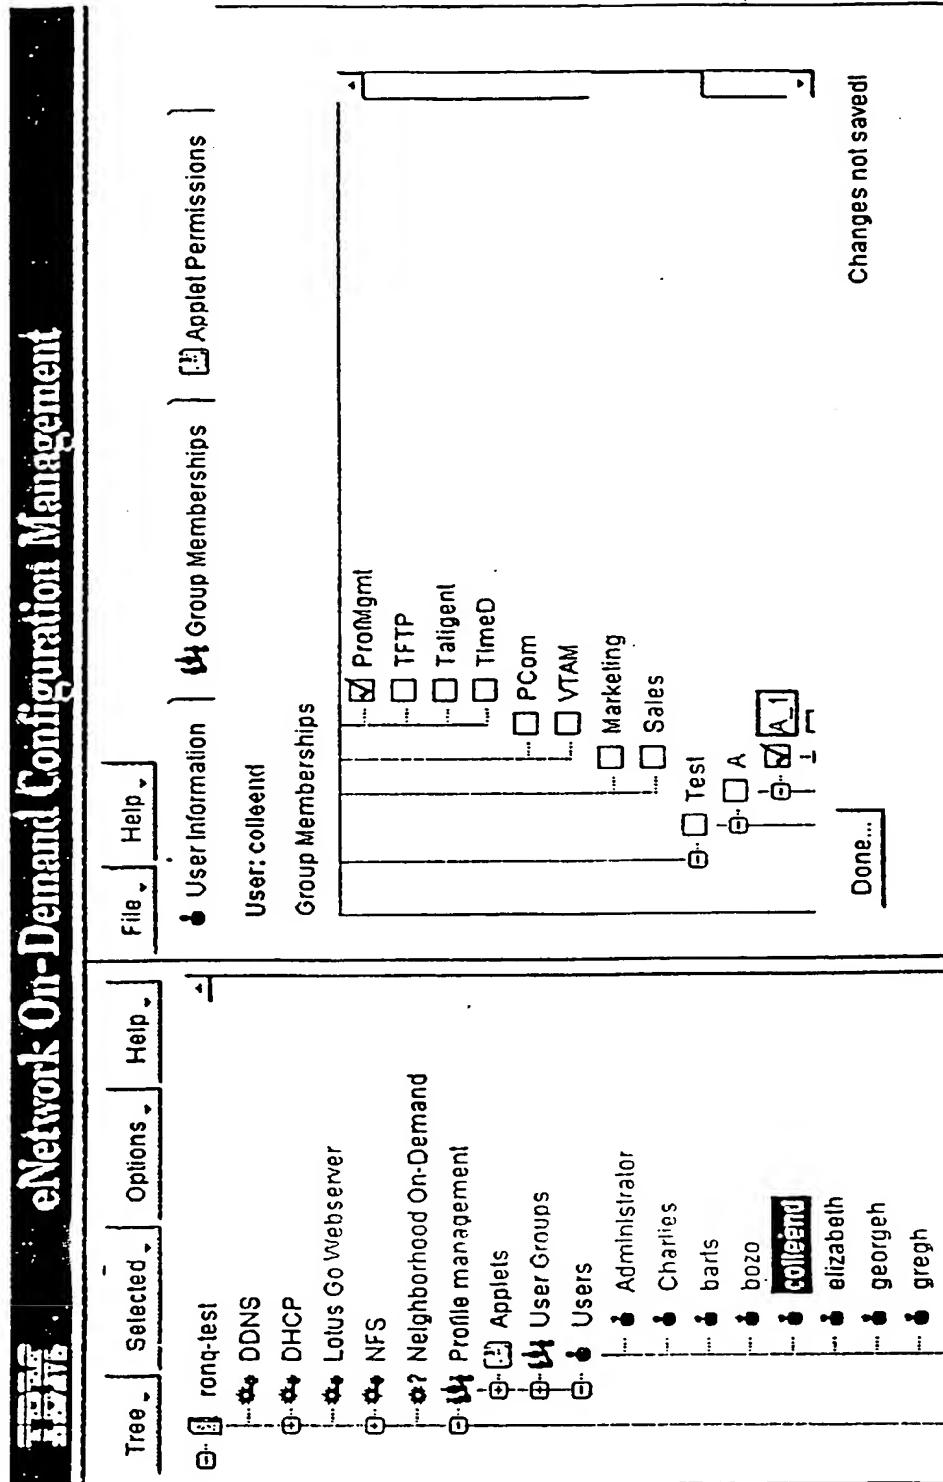 IBM eNetwork On-Demand Configuration Management
Tree Selected Options Help
ronq-test
DDNS
DHCP
Lotus Go Webserver
NFS
? Neighborhood On-Demand
Profile management
Applets
User Groups
Users
Administrator
Charlies
barts
bozo
colleend
elizabeth
georgeh
gregh
File Help
User Information Group Memberships Applet Permissions
User: colleend
Group Memberships
ProfMgmt
TFTP
Taligent
TimeD
PCom
VTAM
Marketing
Sales
Test
A
A_1
Done...
Changes not saved!